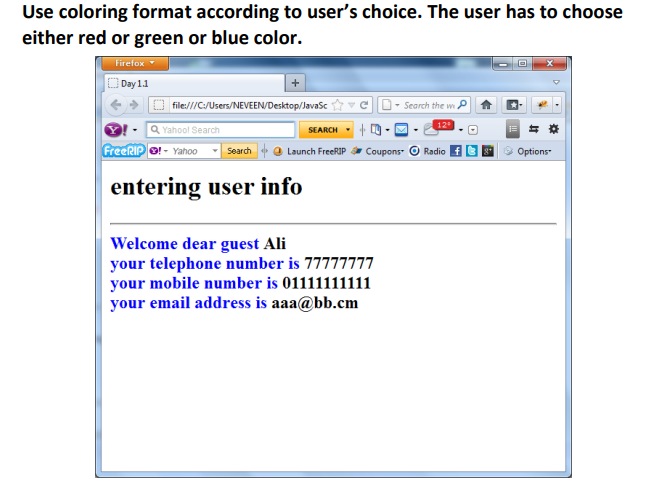 Use coloring format according to user's choice. The user has to choose
either red or green or blue color.
Firefox
Day 1.1
+
file:///C:/Users/NEVEEN/Desktop/JavaSc
Search the w
Y! Yahoo! Search SEARCH 12°
FreeRIP Y! - Yahoo Search Launch FreeRIP Coupons Radio Options
entering user info
Welcome dear guest Ali
your telephone number is 77777777
your mobile number is 01111111111
your email address is aaa@bb.cm